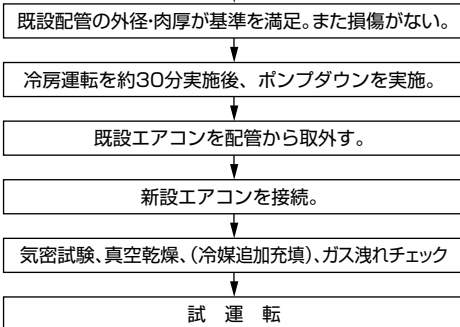 既設配管の外径・肉厚が基準を満足。また損傷がない。
冷房運転を約30分実施後、ポンプダウンを実施。
既設エアコンを配管から取外す。
新設エアコンを接続。
気密試験、真空乾燥、(冷媒追加充填)、ガス洩れチェック
試 運 転